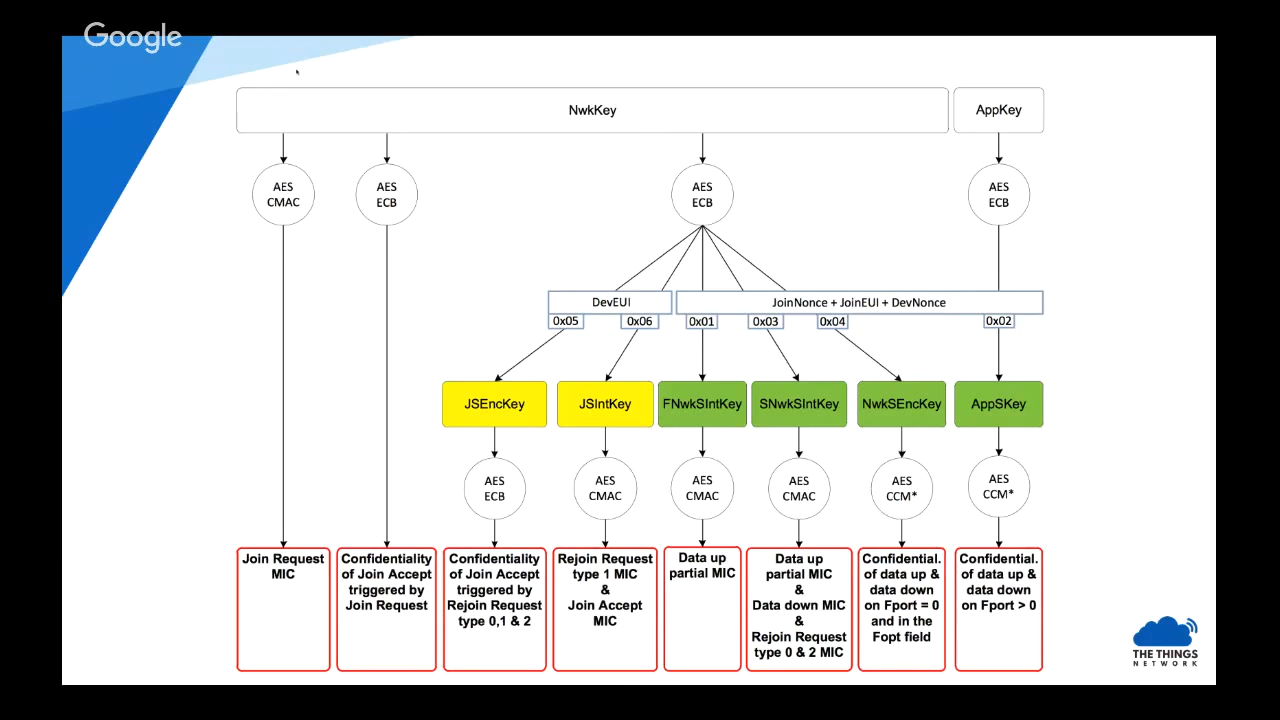 Google
NwkKey
AppKey
AES
CMAC
AES
ECB
AES
ECB
AES
ECB
DevEUI
JoinNonce + JoinEUI + DevNonce
0x05
0x06
0x01
0x03
0x04
0x02
JSEncKey
JSIntKey
FNwkSIntKey
SNwkSIntKey
NwkSEncKey
AppSKey
AES
ECB
AES
CMAC
AES
CMAC
AES
CMAC
AES
CCM*
AES
CCM*
Join Request
MIC
Confidentiality
of Join Accept
triggered by
Join Request
Confidentiality
of Join Accept
triggered by
Rejoin Request
type 0,1 & 2
Rejoin Request
type 1 MIC
&
Join Accept
MIC
Data up
partial MIC
Data up
partial MIC
&
Data down MIC
&
Rejoin Request
type 0 & 2 MIC
Confidential.
of data up &
data down
on Fport = 0
and in the
Fopt field
Confidential.
of data up &
data down
on Fport > 0
THE THINGS
NETWORK